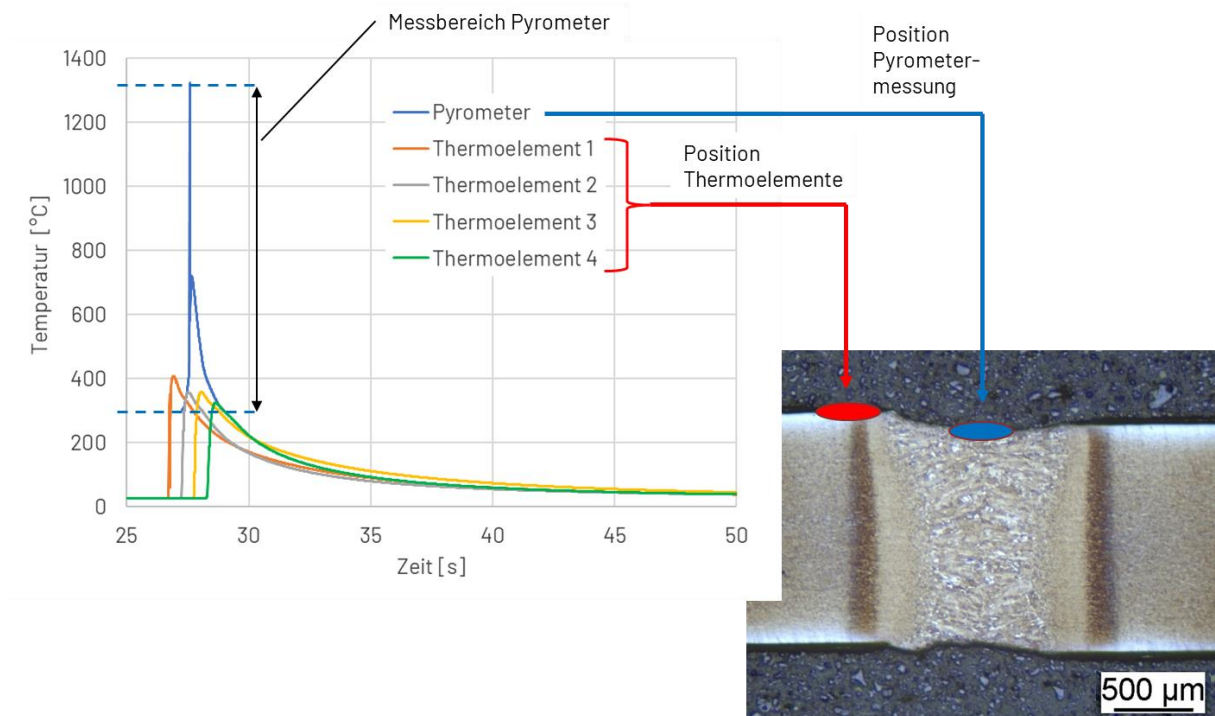 Messbereich Pyrometer
Position
Pyrometer-
messung
1400
1200
1000
800
600
400
200
0
Temperatur [°C]
Pyrometer
Thermoelement 1
Thermoelement 2
Thermoelement 3
Thermoelement 4
Position
Thermoelemente
25
30
35
40
45
50
Zeit [s]
500 µm